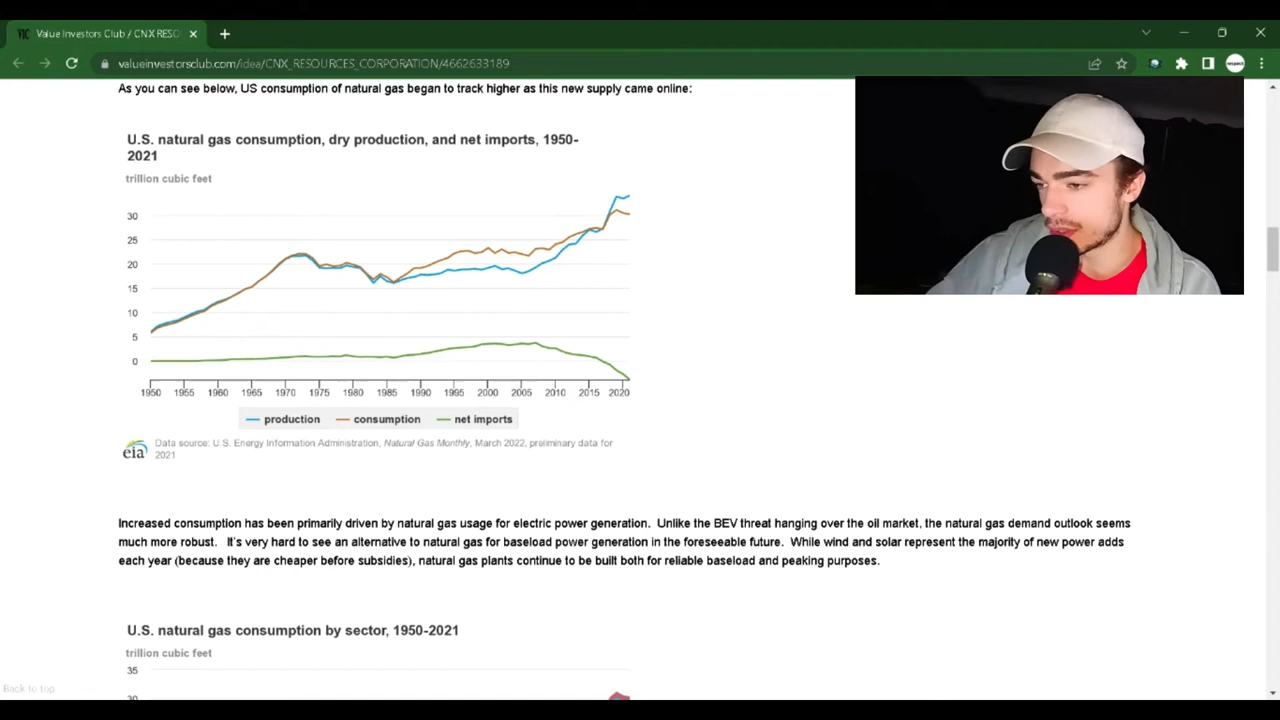 Value Investors Club / CNX RESO
valueinvestorsclub.com/idea/CNX_RESOURCES_CORPORATION/4662633189
As you can see below, US consumption of natural gas began to track higher as this new supply came online:
U.S. natural gas consumption, dry production, and net imports, 1950-
2021
trillion cubic feet
30
25
20
15
10
5
0
1950 1955 1960 1965 1970 1975 1980 1985 1990 1995 2000 2005 2010 2015 2020
production consumption net imports
eia
Data source: U.S. Energy Information Administration, Natural Gas Monthly, March 2022, preliminary data for
2021
Increased consumption has been primarily driven by natural gas usage for electric power generation. Unlike the BEV threat hanging over the oil market, the natural gas demand outlook seems
much more robust. It's very hard to see an alternative to natural gas for baseload power generation in the foreseeable future. While wind and solar represent the majority of new power adds
each year (because they are cheaper before subsidies), natural gas plants continue to be built both for reliable baseload and peaking purposes.
U.S. natural gas consumption by sector, 1950-2021
trillion cubic feet
35
30
Back to top